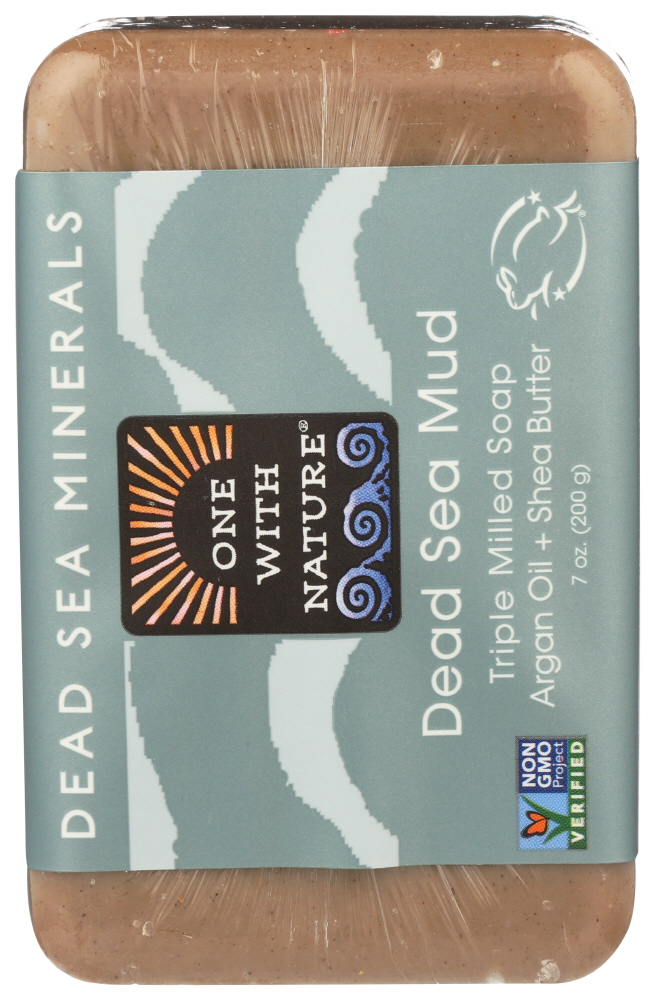 DEAD SEA MINERALS
ONE
WITH
NATURE®
Dead Sea Mud
Triple Milled Soap
Argan Oil + Shea Butter
7 oz. (200 g)
NON
GMO
Project
VERIFIED
®